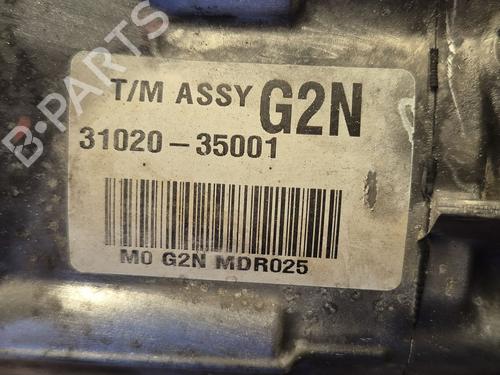 B-PARTS
T/M ASSY G2N
31020-35001
M0 G2N MDR025